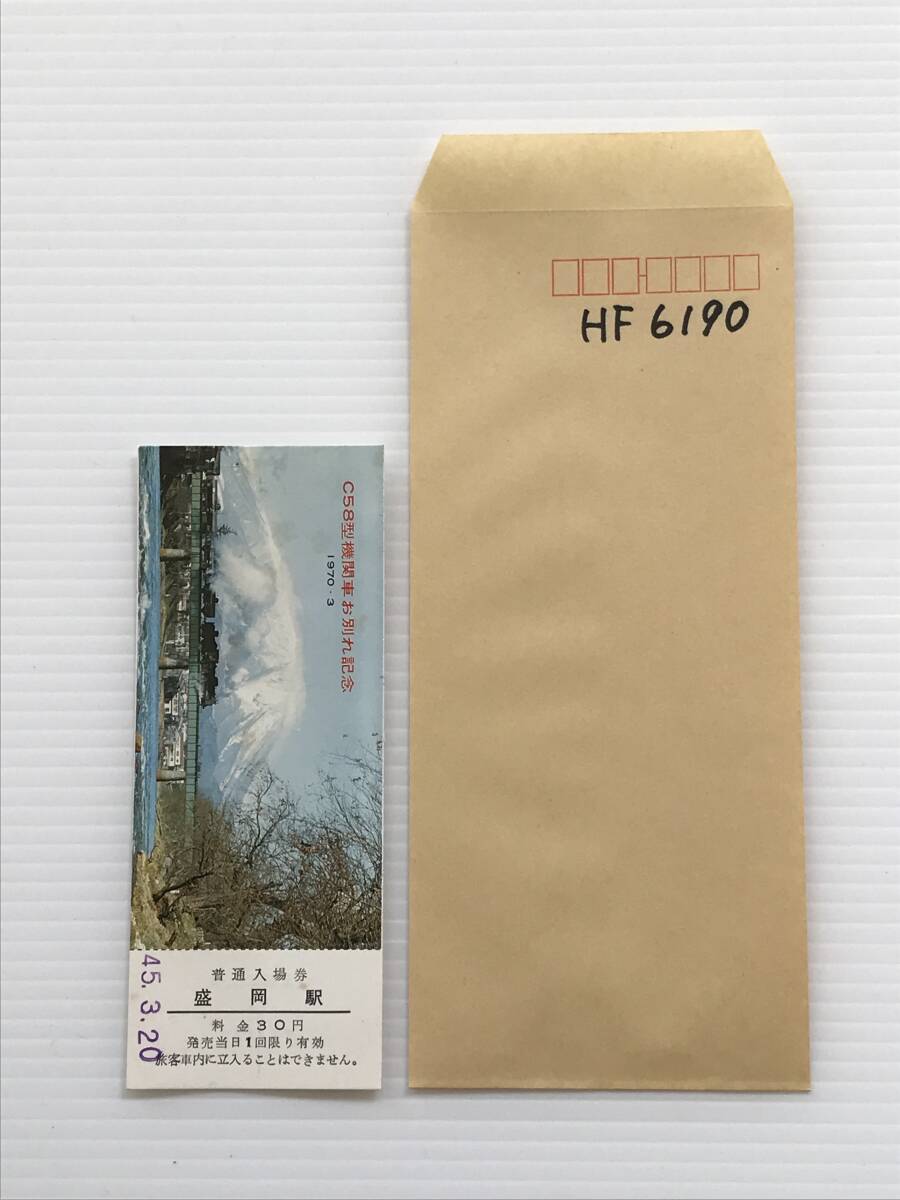 C58型機関車お別れ記念
1970・3
普通入場券
盛岡駅
料金30円
発売当日1回限り有効
旅客車内に立入ることはできません。
45.3.20
HF 6190